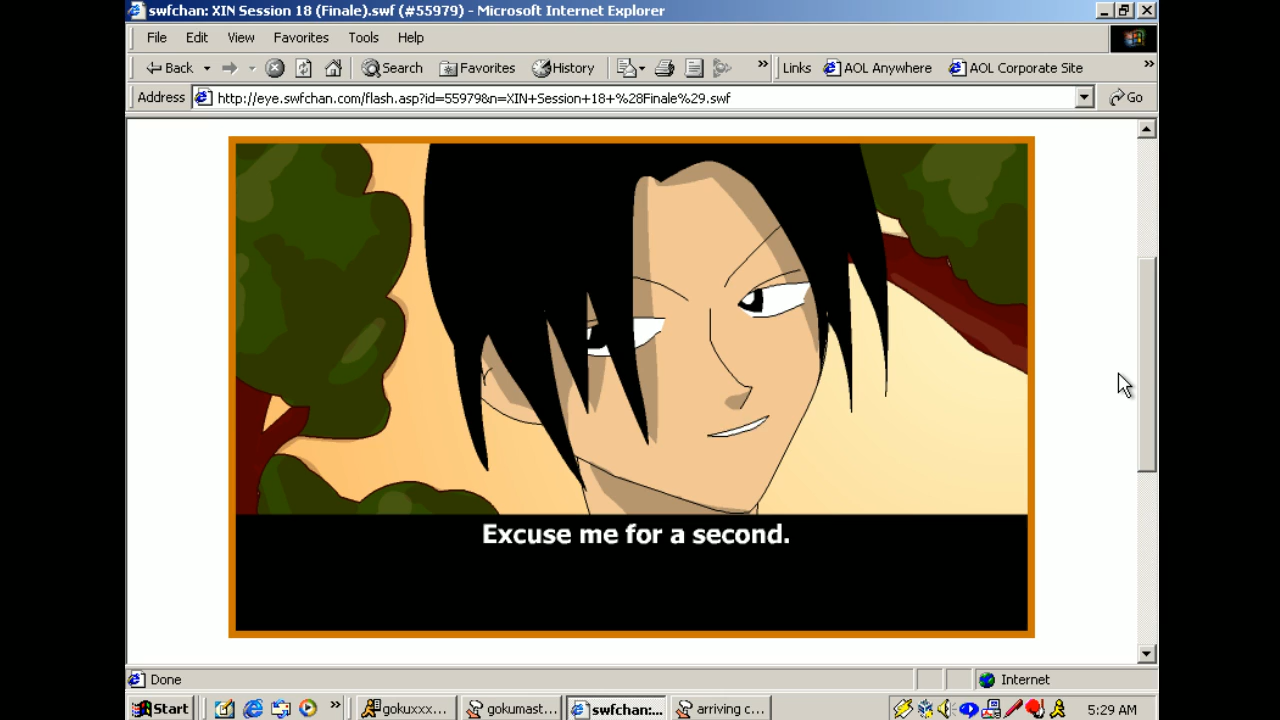 swfchan: XIN Session 18 (Finale).swf (#55979) - Microsoft Internet Explorer
File Edit View Favorites Tools Help
Back Search Favorites History » Links AOL Anywhere AOL Corporate Site »
Address http://eye.swfchan.com/flash.asp?id=55979&n=XIN+Session+18+%28Finale%29.swf Go
Excuse me for a second.
Done Internet
Start » gokuxxx... gokumast... swfchan:... arriving c... 5:29 AM